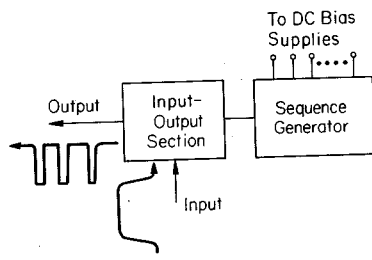 To DC Bias
Supplies
Output
Input-
Output
Section
Sequence
Generator
Input